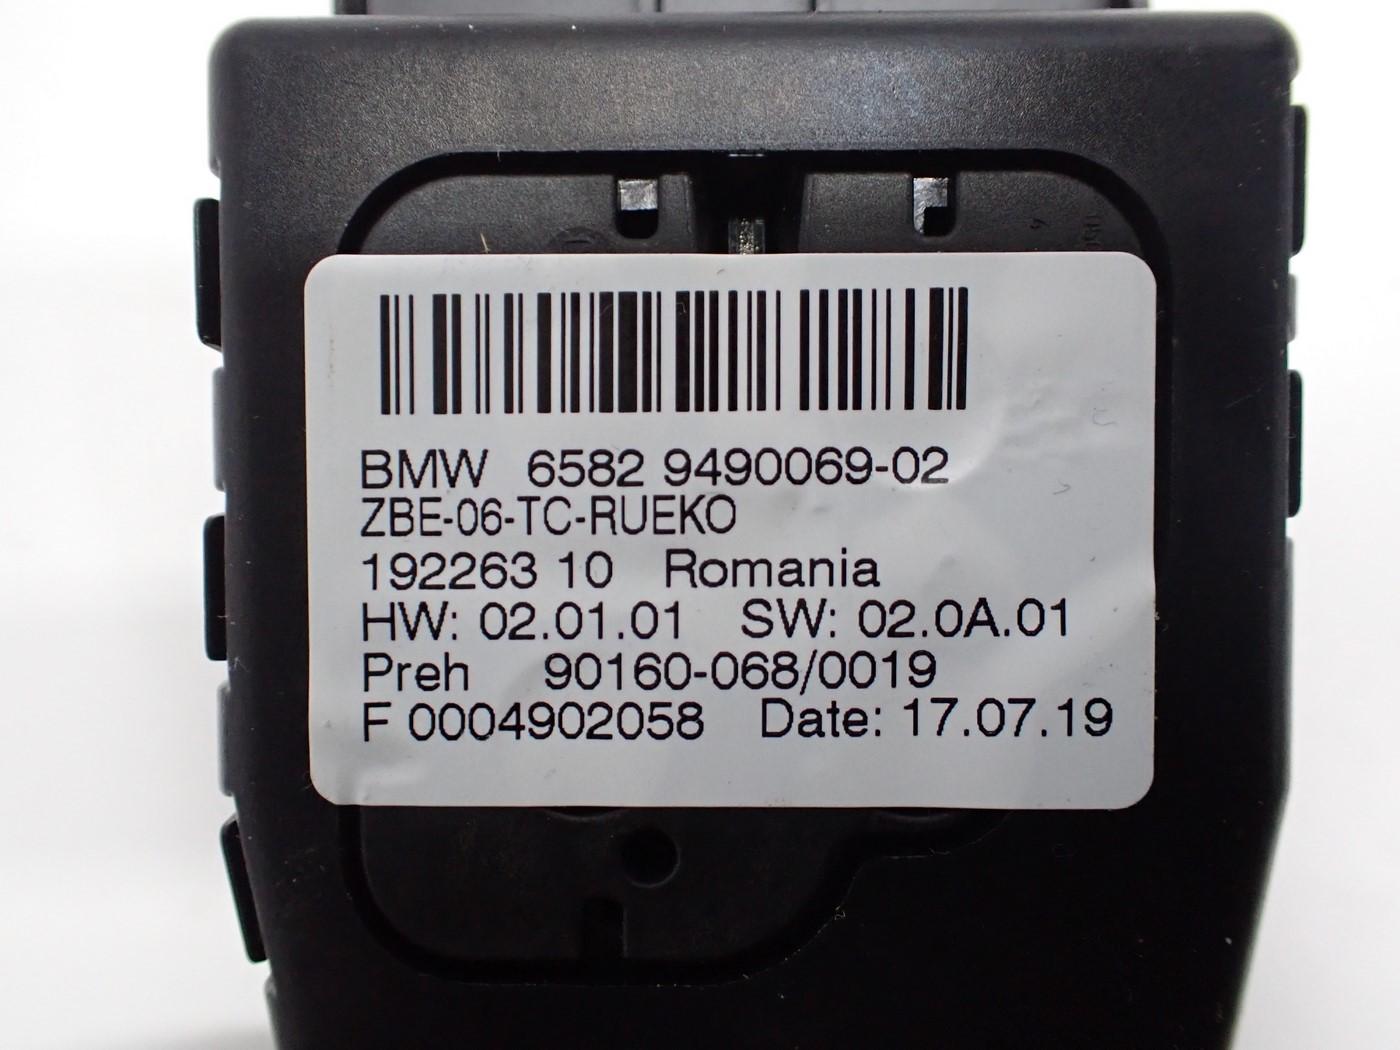 BMW 6582 9490069-02
ZBE-06-TC-RUEKO
192263 10 Romania
HW: 02.01.01 SW: 02.0A.01
Preh 90160-068/0019
F 0004902058 Date: 17.07.19